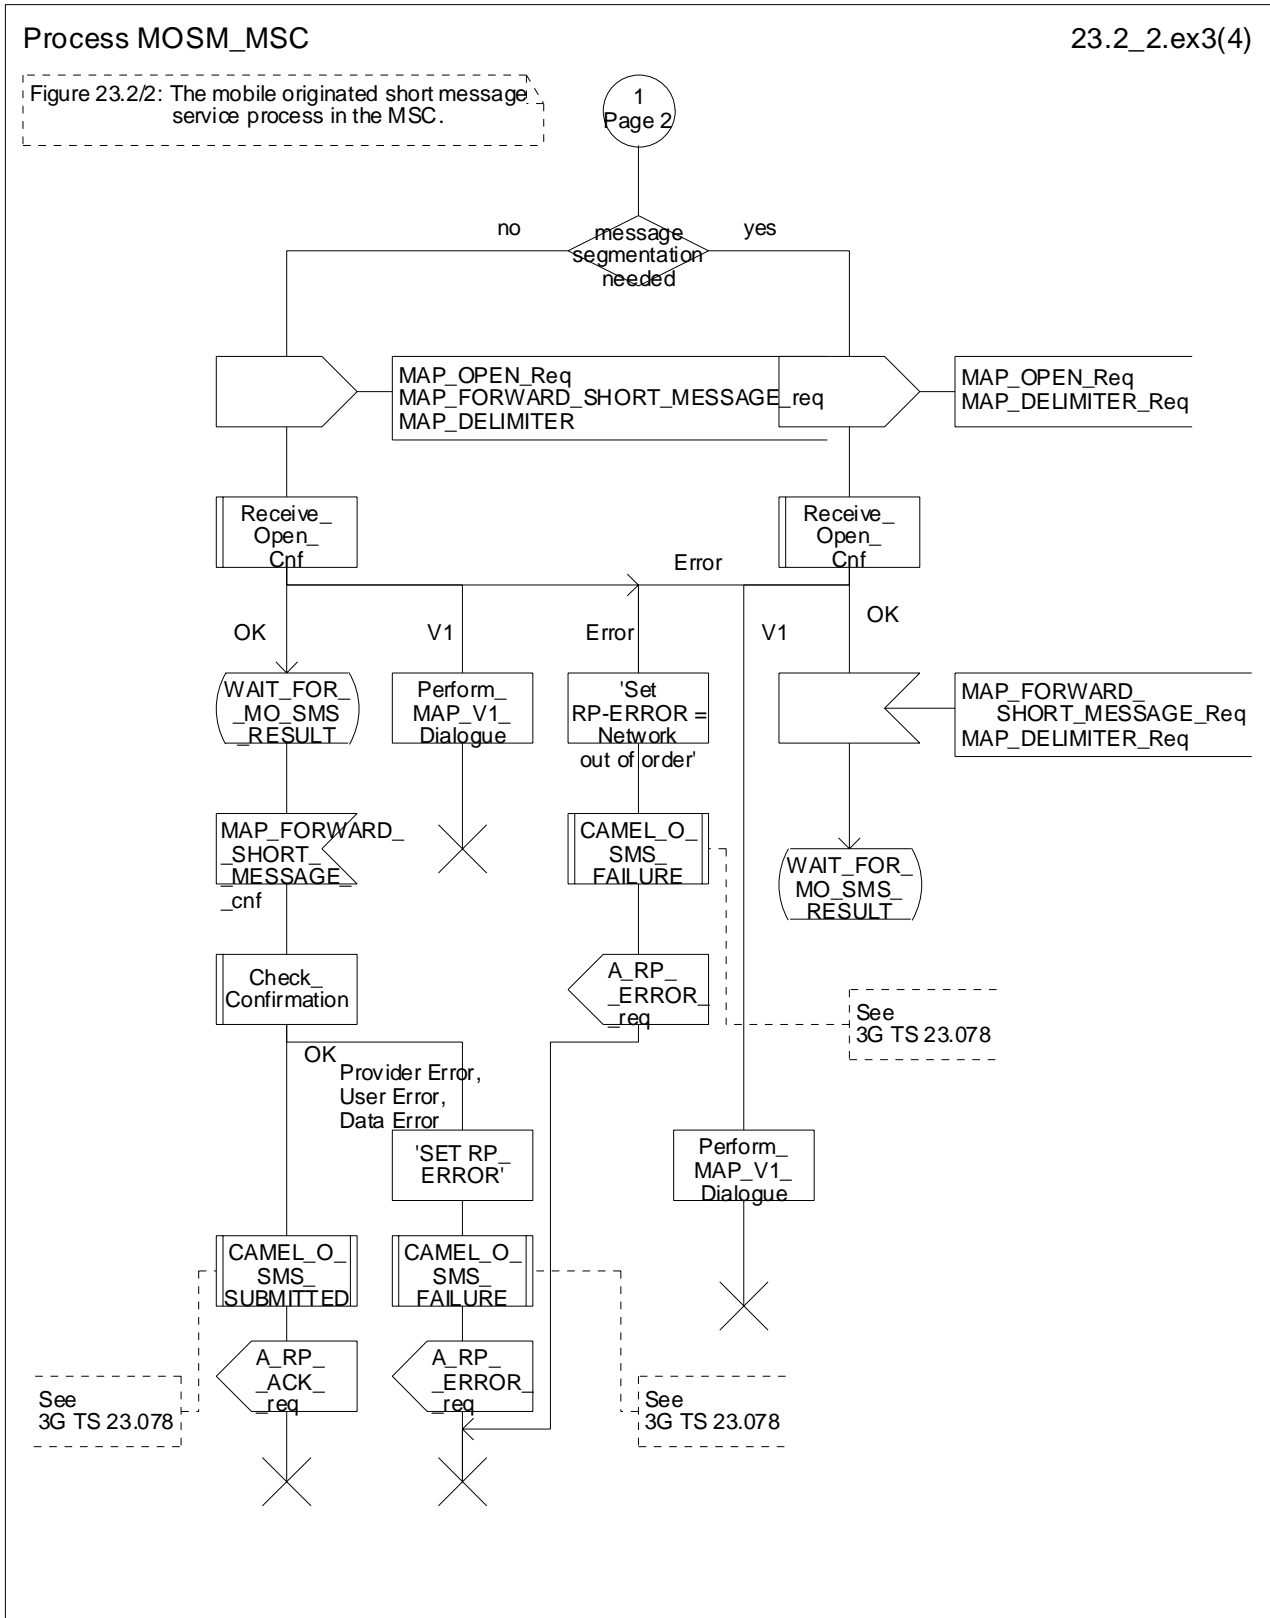 Process MOSM_MSC
23.2_2.ex3(4)
Figure 23.2/2: The mobile originated short message
service process in the MSC.
1
Page 2
no
message
segmentation
needed
yes
MAP_OPEN_Req
MAP_FORWARD_SHORT_MESSAGE_req
MAP_DELIMITER
MAP_OPEN_Req
MAP_DELIMITER_Req
Receive_
Open_
Cnf
Receive_
Open_
Cnf
Error
OK
V1
Error
V1
OK
WAIT_FOR_
_MO_SMS
_RESULT
Perform_
MAP_V1_
Dialogue
'Set
RP-ERROR =
Network
out of order'
MAP_FORWARD_
SHORT_MESSAGE_Req
MAP_DELIMITER_Req
MAP_FORWARD_
_SHORT_
_MESSAGE_
_cnf
CAMEL_O_
SMS_
FAILURE
WAIT_FOR_
MO_SMS_
RESULT
Check_
Confirmation
A_RP_
_ERROR_
_req
See
3G TS 23.078
OK
Provider Error,
User Error,
Data Error
'SET RP_
ERROR'
Perform_
MAP_V1_
Dialogue
CAMEL_O_
SMS_
SUBMITTED
CAMEL_O_
SMS_
FAILURE
A_RP_
_ACK_
_req
A_RP_
_ERROR_
_req
See
3G TS 23.078
See
3G TS 23.078